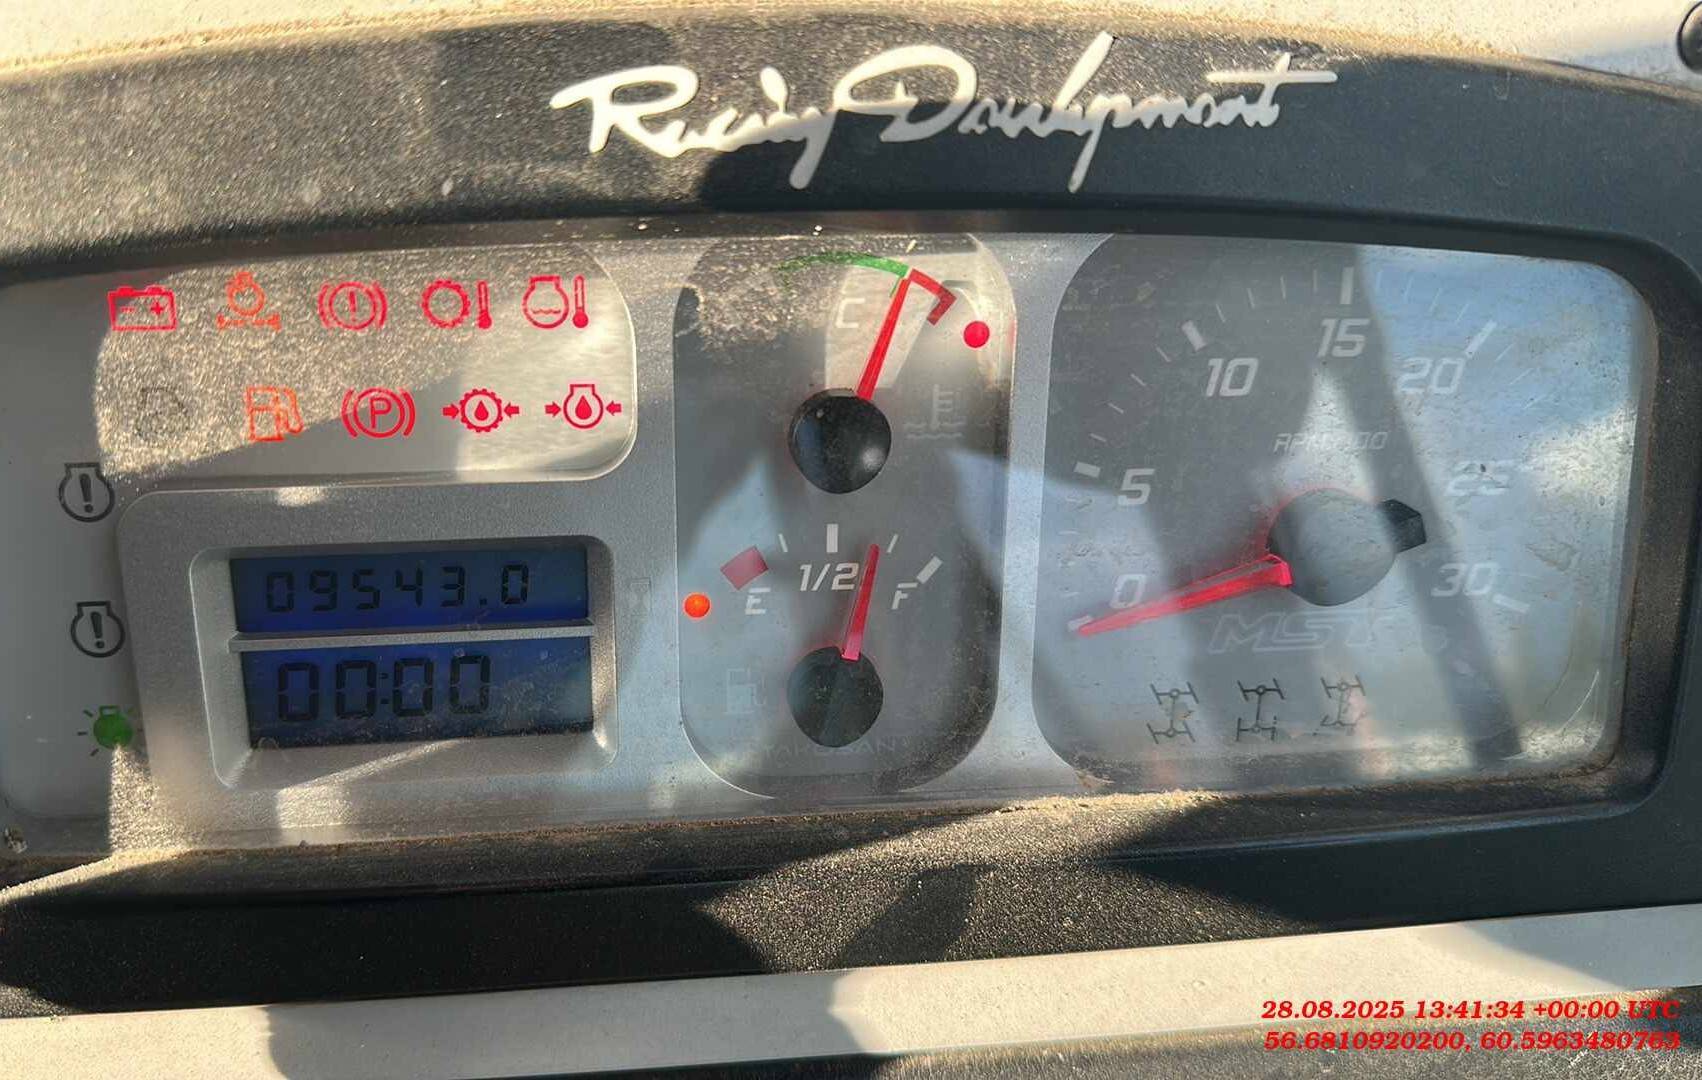 Racing Development
C
15
10
20
5
25
09543.0
1/2
E
F
0
30
MST
00:00
28.08.2025 13:41:34 +00:00 UTC
56.6810920200, 60.5963480763